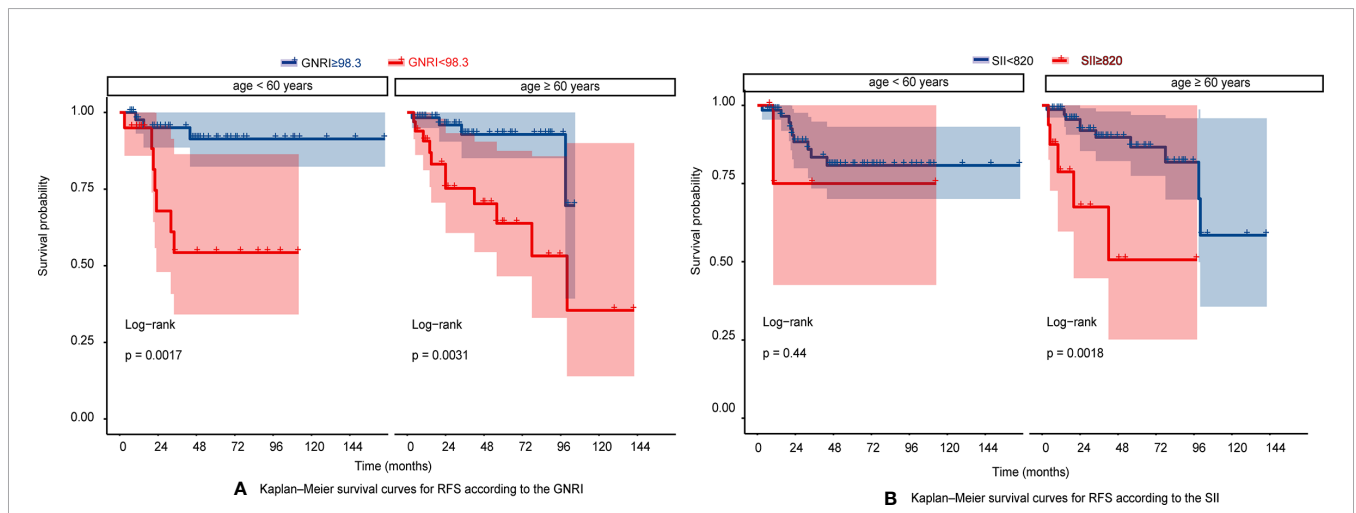 GNRI≥98.3 GNRI<98.3
age < 60 years age ≥ 60 years
Survival probability
1.00
0.75
0.50
0.25
0.00
Log−rank
p = 0.0017
Log−rank
p = 0.0031
0 24 48 72 96 120 144 0 24 48 72 96 120 144
Time (months)
A Kaplan–Meier survival curves for RFS according to the GNRI
SII<820 SII≥820
age < 60 years age ≥ 60 years
Survival probability
1.00
0.75
0.50
0.25
0.00
Log−rank
p = 0.44
Log−rank
p = 0.0018
0 24 48 72 96 120 144 0 24 48 72 96 120 144
Time (months)
B Kaplan–Meier survival curves for RFS according to the SII